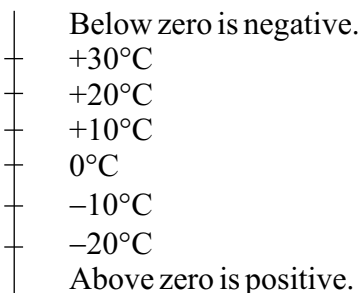 Below zero is negative.
+30°C
+20°C
+10°C
0°C
−10°C
−20°C
Above zero is positive.